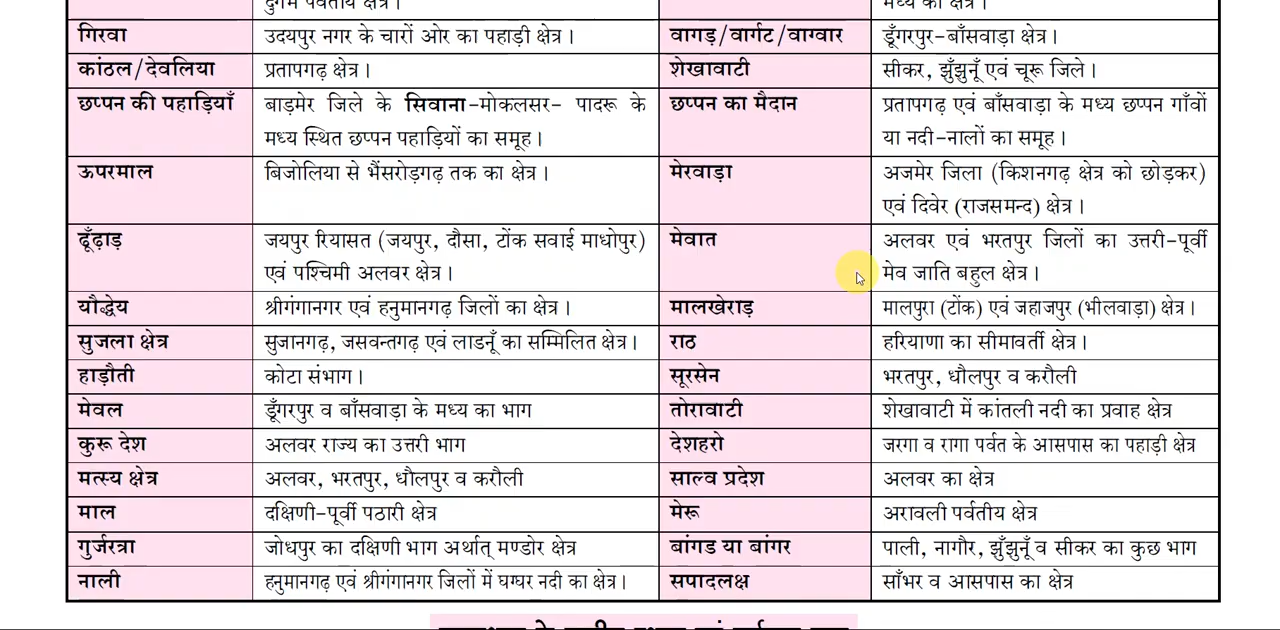 दुर्गम पर्वतीय क्षेत्र। मध्य का क्षेत्र।
गिरवा उदयपुर नगर के चारों ओर का पहाड़ी क्षेत्र। वागड़/वार्गट/वाग्वार डूँगरपुर-बाँसवाड़ा क्षेत्र।
कांठल/देवलिया प्रतापगढ़ क्षेत्र। शेखावाटी सीकर, झुँझुनूँ एवं चूरू जिले।
छप्पन की पहाड़ियाँ बाड़मेर जिले के सिवाना-मोकलसर- पादरू के छप्पन का मैदान प्रतापगढ़ एवं बाँसवाड़ा के मध्य छप्पन गाँवों
मध्य स्थित छप्पन पहाड़ियों का समूह। या नदी-नालों का समूह।
ऊपरमाल बिजोलिया से भैंसरोड़गढ़ तक का क्षेत्र। मेरवाड़ा अजमेर जिला (किशनगढ़ क्षेत्र को छोड़कर)
एवं दिवेर (राजसमन्द) क्षेत्र।
ढूँढ़ाड़ जयपुर रियासत (जयपुर, दौसा, टोंक सवाई माधोपुर) मेवात अलवर एवं भरतपुर जिलों का उत्तरी-पूर्वी
एवं पश्चिमी अलवर क्षेत्र। मेव जाति बहुल क्षेत्र।
यौद्धेय श्रीगंगानगर एवं हनुमानगढ़ जिलों का क्षेत्र। मालखेराड़ मालपुरा (टोंक) एवं जहाजपुर (भीलवाड़ा) क्षेत्र।
सुजला क्षेत्र सुजानगढ़, जसवन्तगढ़ एवं लाडनूँ का सम्मिलित क्षेत्र। राठ हरियाणा का सीमावर्ती क्षेत्र।
हाड़ौती कोटा संभाग। सूरसेन भरतपुर, धौलपुर व करौली
मेवल डूँगरपुर व बाँसवाड़ा के मध्य का भाग तोरावाटी शेखावाटी में कांतली नदी का प्रवाह क्षेत्र
कुरू देश अलवर राज्य का उत्तरी भाग देशहरो जरगा व रागा पर्वत के आसपास का पहाड़ी क्षेत्र
मत्स्य क्षेत्र अलवर, भरतपुर, धौलपुर व करौली साल्व प्रदेश अलवर का क्षेत्र
माल दक्षिणी-पूर्वी पठारी क्षेत्र मेरू अरावली पर्वतीय क्षेत्र
गुर्जरत्रा जोधपुर का दक्षिणी भाग अर्थात् मण्डोर क्षेत्र बांगड या बांगर पाली, नागौर, झुँझुनूँ व सीकर का कुछ भाग
नाली हनुमानगढ़ एवं श्रीगंगानगर जिलों में घग्घर नदी का क्षेत्र। सपादलक्ष साँभर व आसपास का क्षेत्र